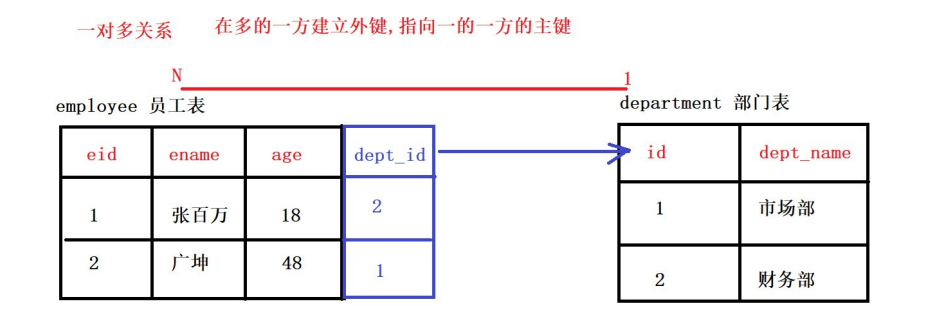 一对多关系 在多的一方建立外键,指向一的一方的主键
N 1
employee 员工表 department 部门表
eid ename age dept_id id dept_name
1 张百万 18 2 1 市场部
2 广坤 48 1 2 财务部